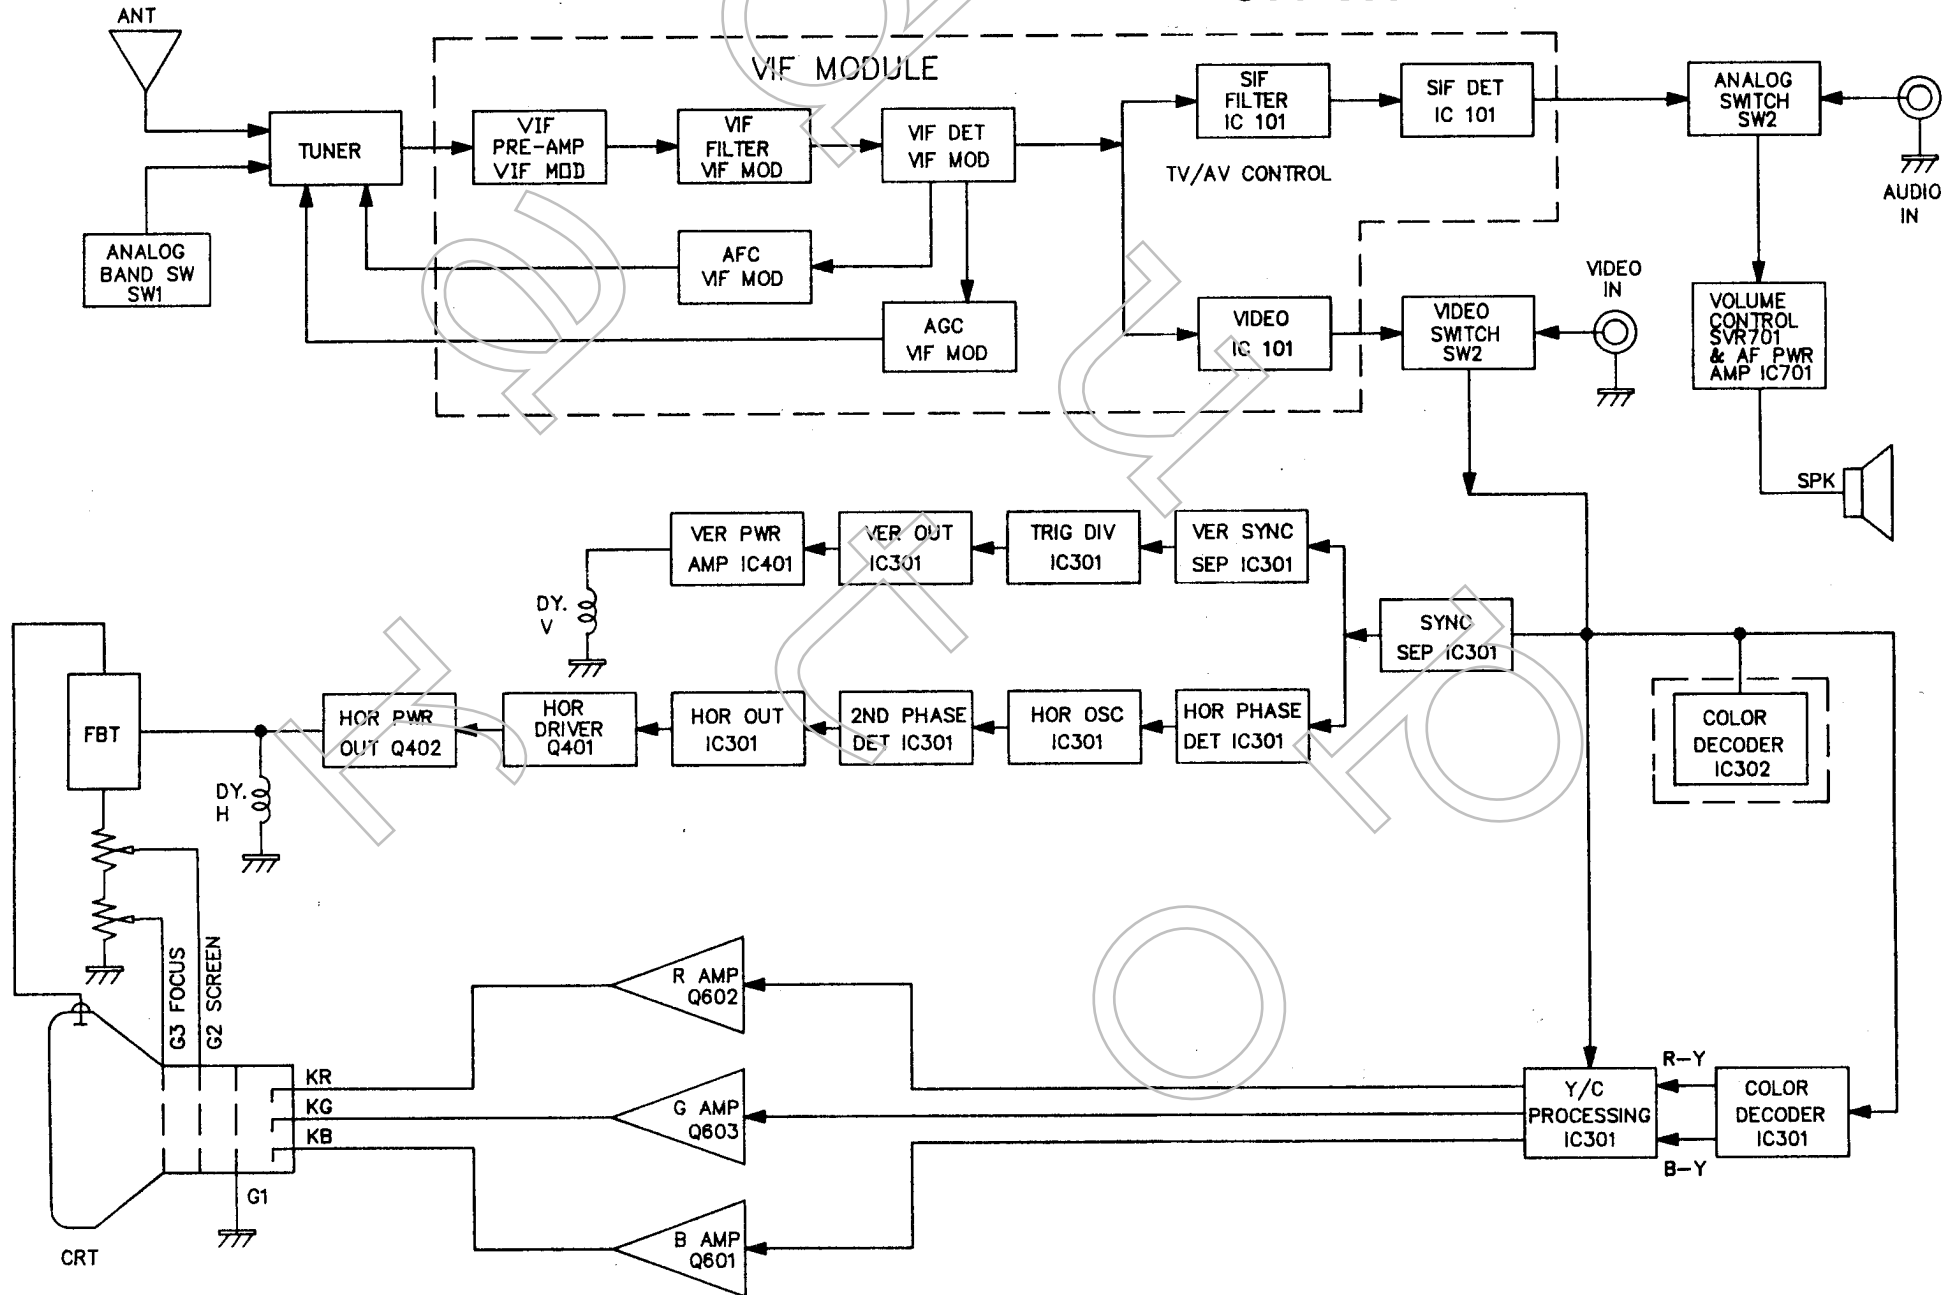 ANT
VIF MODULE
TUNER
VIF
PRE-AMP
VIF MOD
VIF
FILTER
VIF MOD
VIF DET
VIF MOD
SIF
FILTER
IC 101
SIF DET
IC 101
ANALOG
SWITCH
SW2
AUDIO
IN
TV/AV CONTROL
ANALOG
BAND SW
SW1
AFC
VIF MOD
AGC
VIF MOD
VIDEO
IC 101
VIDEO
SWITCH
SW2
VIDEO
IN
VOLUME
CONTROL
SVR701
& AF PWR
AMP IC701
SPK
VER PWR
AMP IC401
VER OUT
IC301
TRIG DIV
IC301
VER SYNC
SEP IC301
DY.
V
SYNC
SEP IC301
FBT
HOR PWR
OUT Q402
HOR
DRIVER
Q401
HOR OUT
IC301
2ND PHASE
DET IC301
HOR OSC
IC301
HOR PHASE
DET IC301
COLOR
DECODER
IC302
DY.
H
G3 FOCUS
G2 SCREEN
R AMP
Q602
KR
KG
KB
G AMP
Q603
R-Y
Y/C
PROCESSING
IC301
COLOR
DECODER
IC301
B-Y
G1
B AMP
Q601
CRT